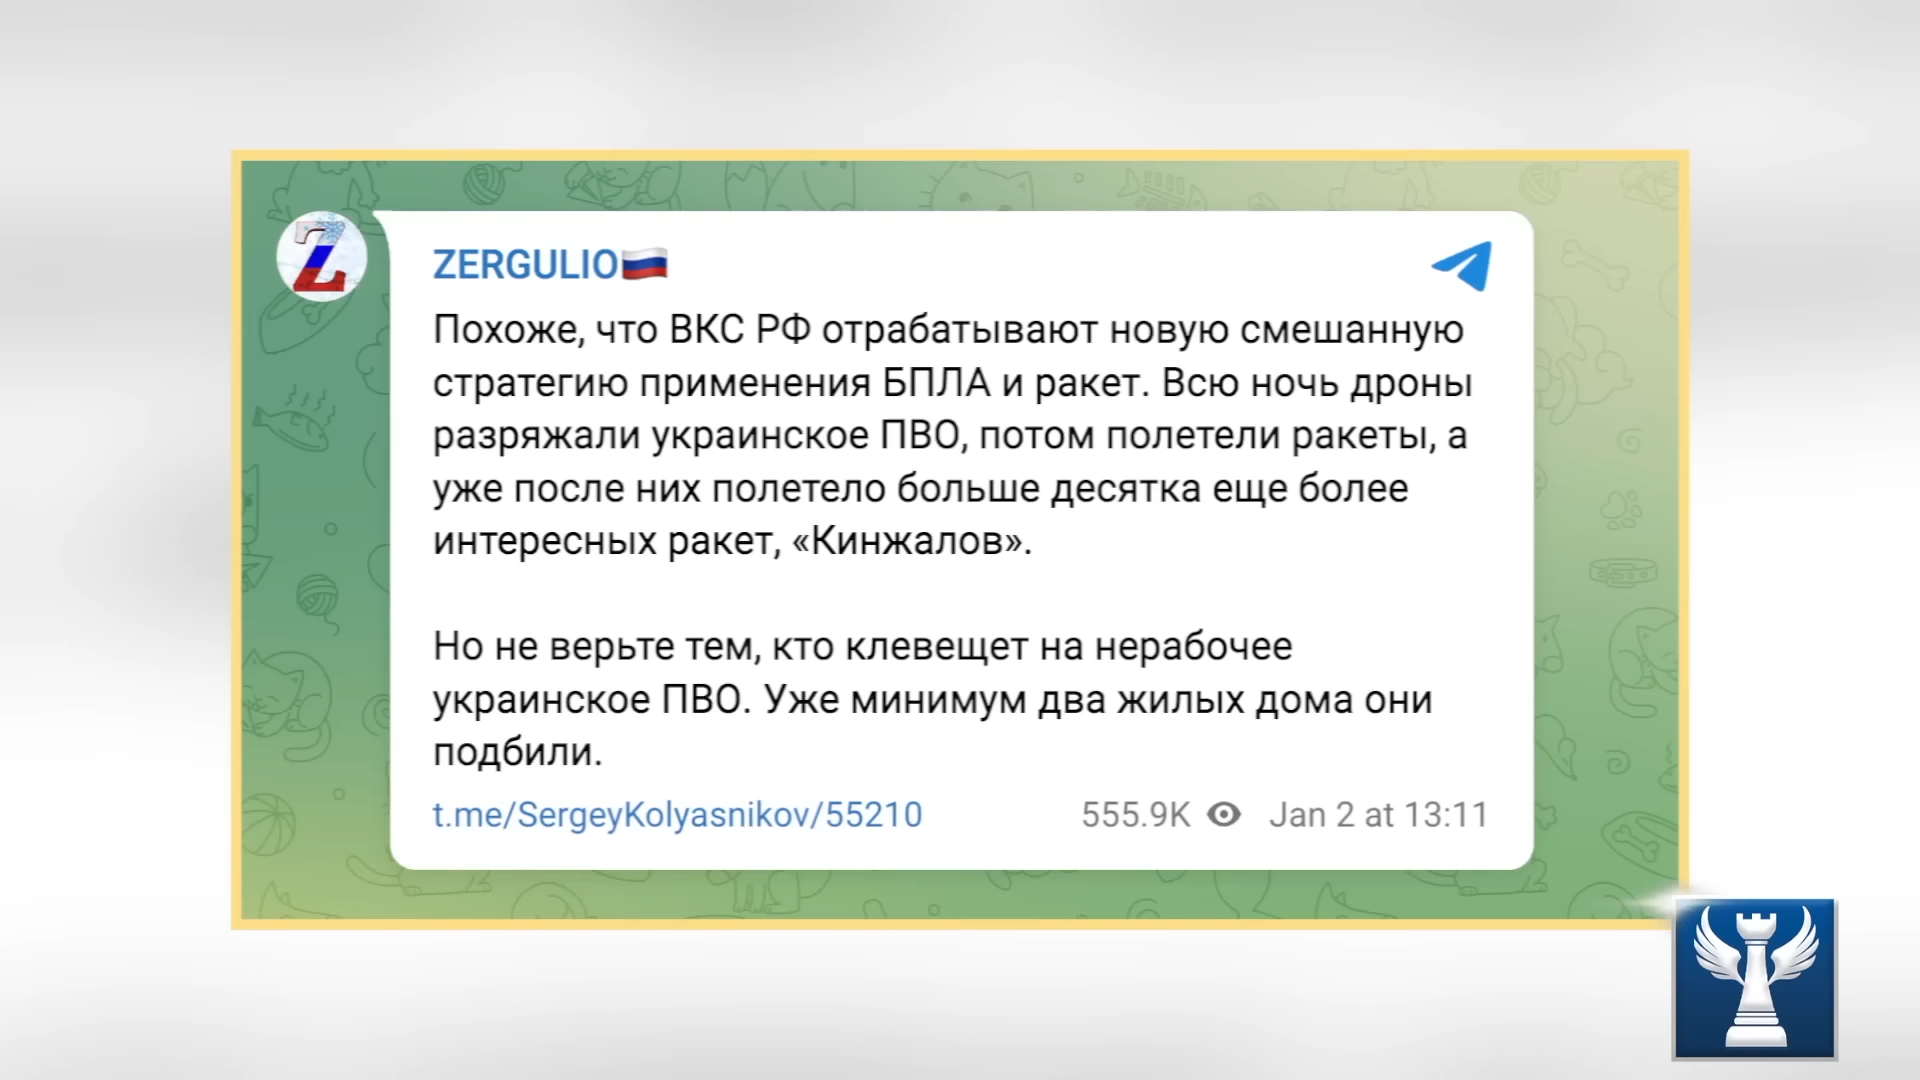 ZERGULIO🇷🇺
Похоже, что ВКС РФ отрабатывают новую смешанную
стратегию применения БПЛА и ракет. Всю ночь дроны
разряжали украинское ПВО, потом полетели ракеты, а
уже после них полетело больше десятка еще более
интересных ракет, «Кинжалов».
Но не верьте тем, кто клевещет на нерабочее
украинское ПВО. Уже минимум два жилых дома они
подбили.
t.me/SergeyKolyasnikov/55210 555.9K Jan 2 at 13:11